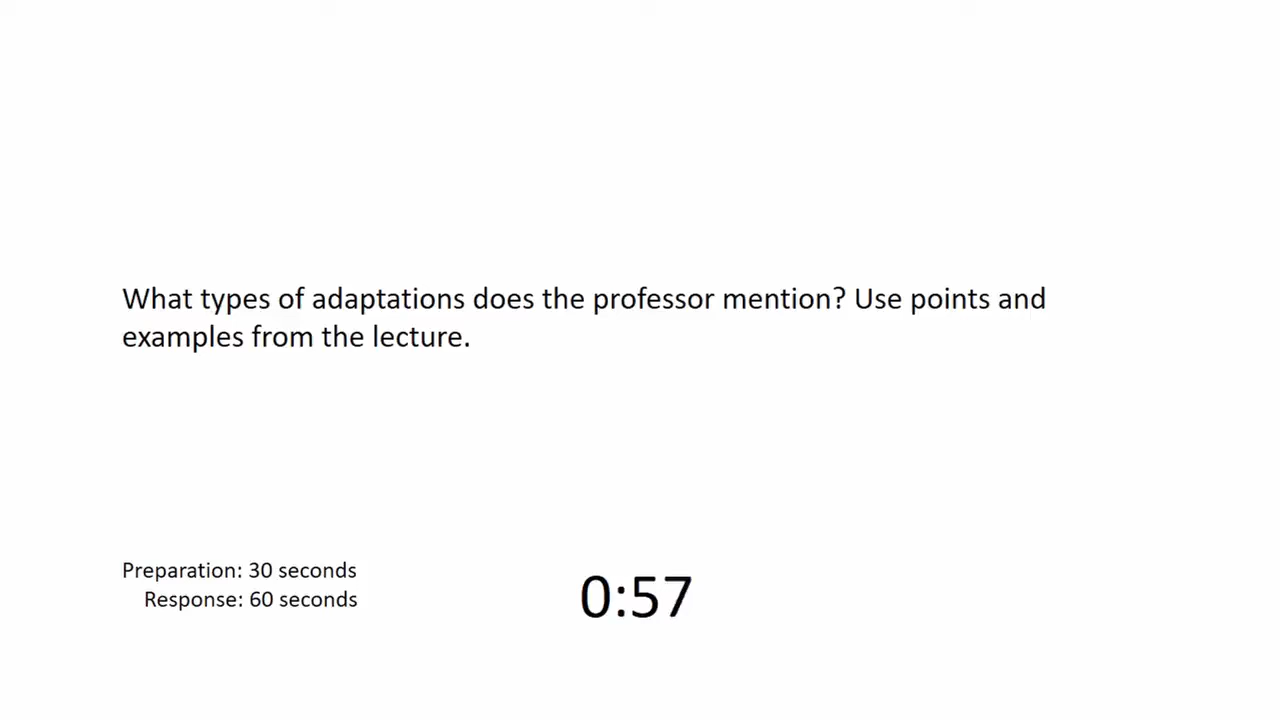 What types of adaptations does the professor mention? Use points and
examples from the lecture.
Preparation: 30 seconds
Response: 60 seconds
0:57